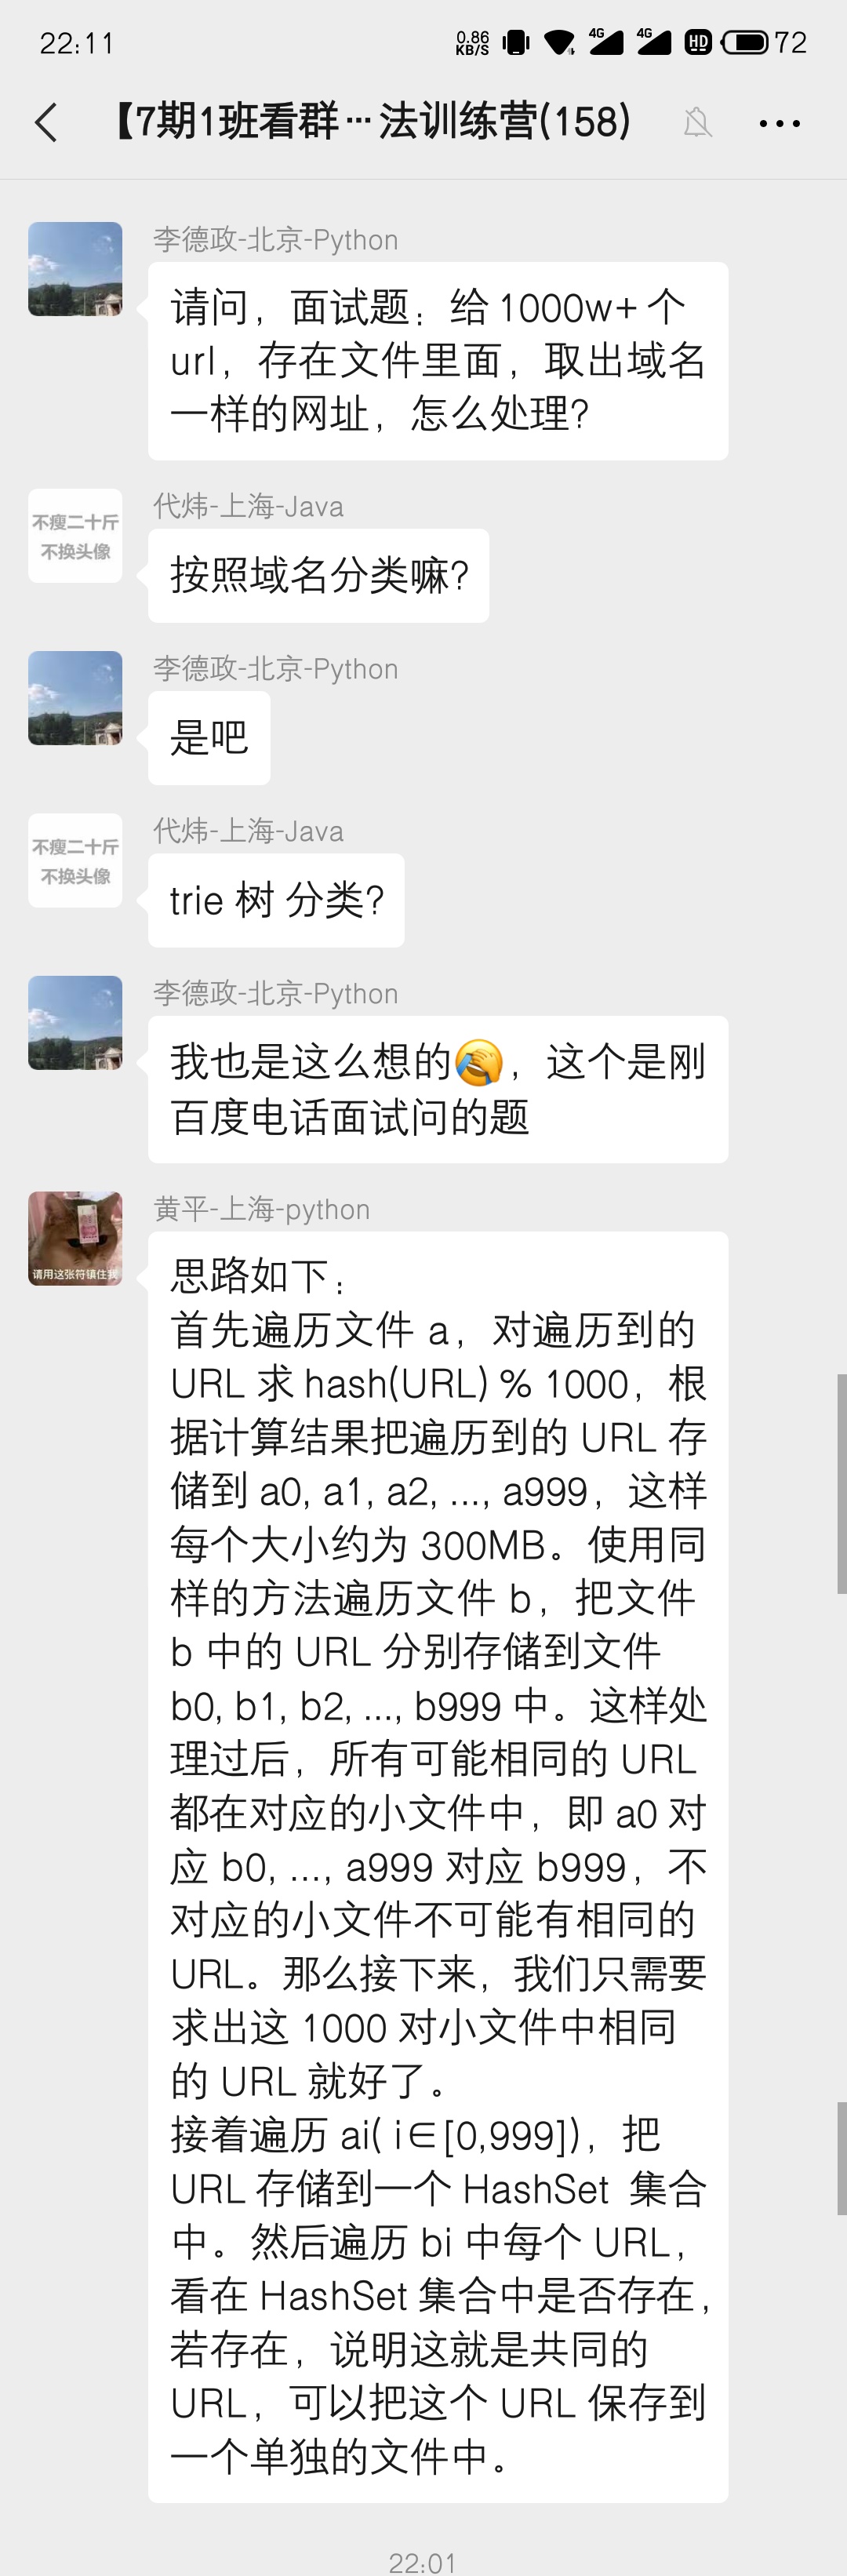 22:11
0.86
KB/S
4G
4G
HD
72
【7期1班看群…法训练营(158)
李德政-北京-Python
请问，面试题：给 1000w+ 个
url，存在文件里面，取出域名
一样的网址，怎么处理?
不瘦二十斤
不换头像
代炜-上海-Java
按照域名分类嘛?
李德政-北京-Python
是吧
不瘦二十斤
不换头像
代炜-上海-Java
trie 树 分类?
李德政-北京-Python
我也是这么想的🤦，这个是刚
百度电话面试问的题
请用这张符镇住我
黄平-上海-python
思路如下：
首先遍历文件 a，对遍历到的
URL 求 hash(URL) % 1000，根
据计算结果把遍历到的 URL 存
储到 a0, a1, a2, ..., a999，这样
每个大小约为 300MB。使用同
样的方法遍历文件 b，把文件
b 中的 URL 分别存储到文件
b0, b1, b2, ..., b999 中。这样处
理过后，所有可能相同的 URL
都在对应的小文件中，即 a0 对
应 b0, ..., a999 对应 b999，不
对应的小文件不可能有相同的
URL。那么接下来，我们只需要
求出这 1000 对小文件中相同
的 URL 就好了。
接着遍历 ai( i∈[0,999])，把
URL 存储到一个 HashSet 集合
中。然后遍历 bi 中每个 URL，
看在 HashSet 集合中是否存在，
若存在，说明这就是共同的
URL，可以把这个 URL 保存到
一个单独的文件中。
22:01